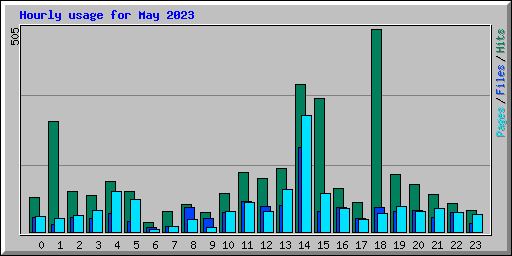 Hourly usage for May 2023
505
Pages/Files/Hits
0 1 2 3 4 5 6 7 8 9 10 11 12 13 14 15 16 17 18 19 20 21 22 23